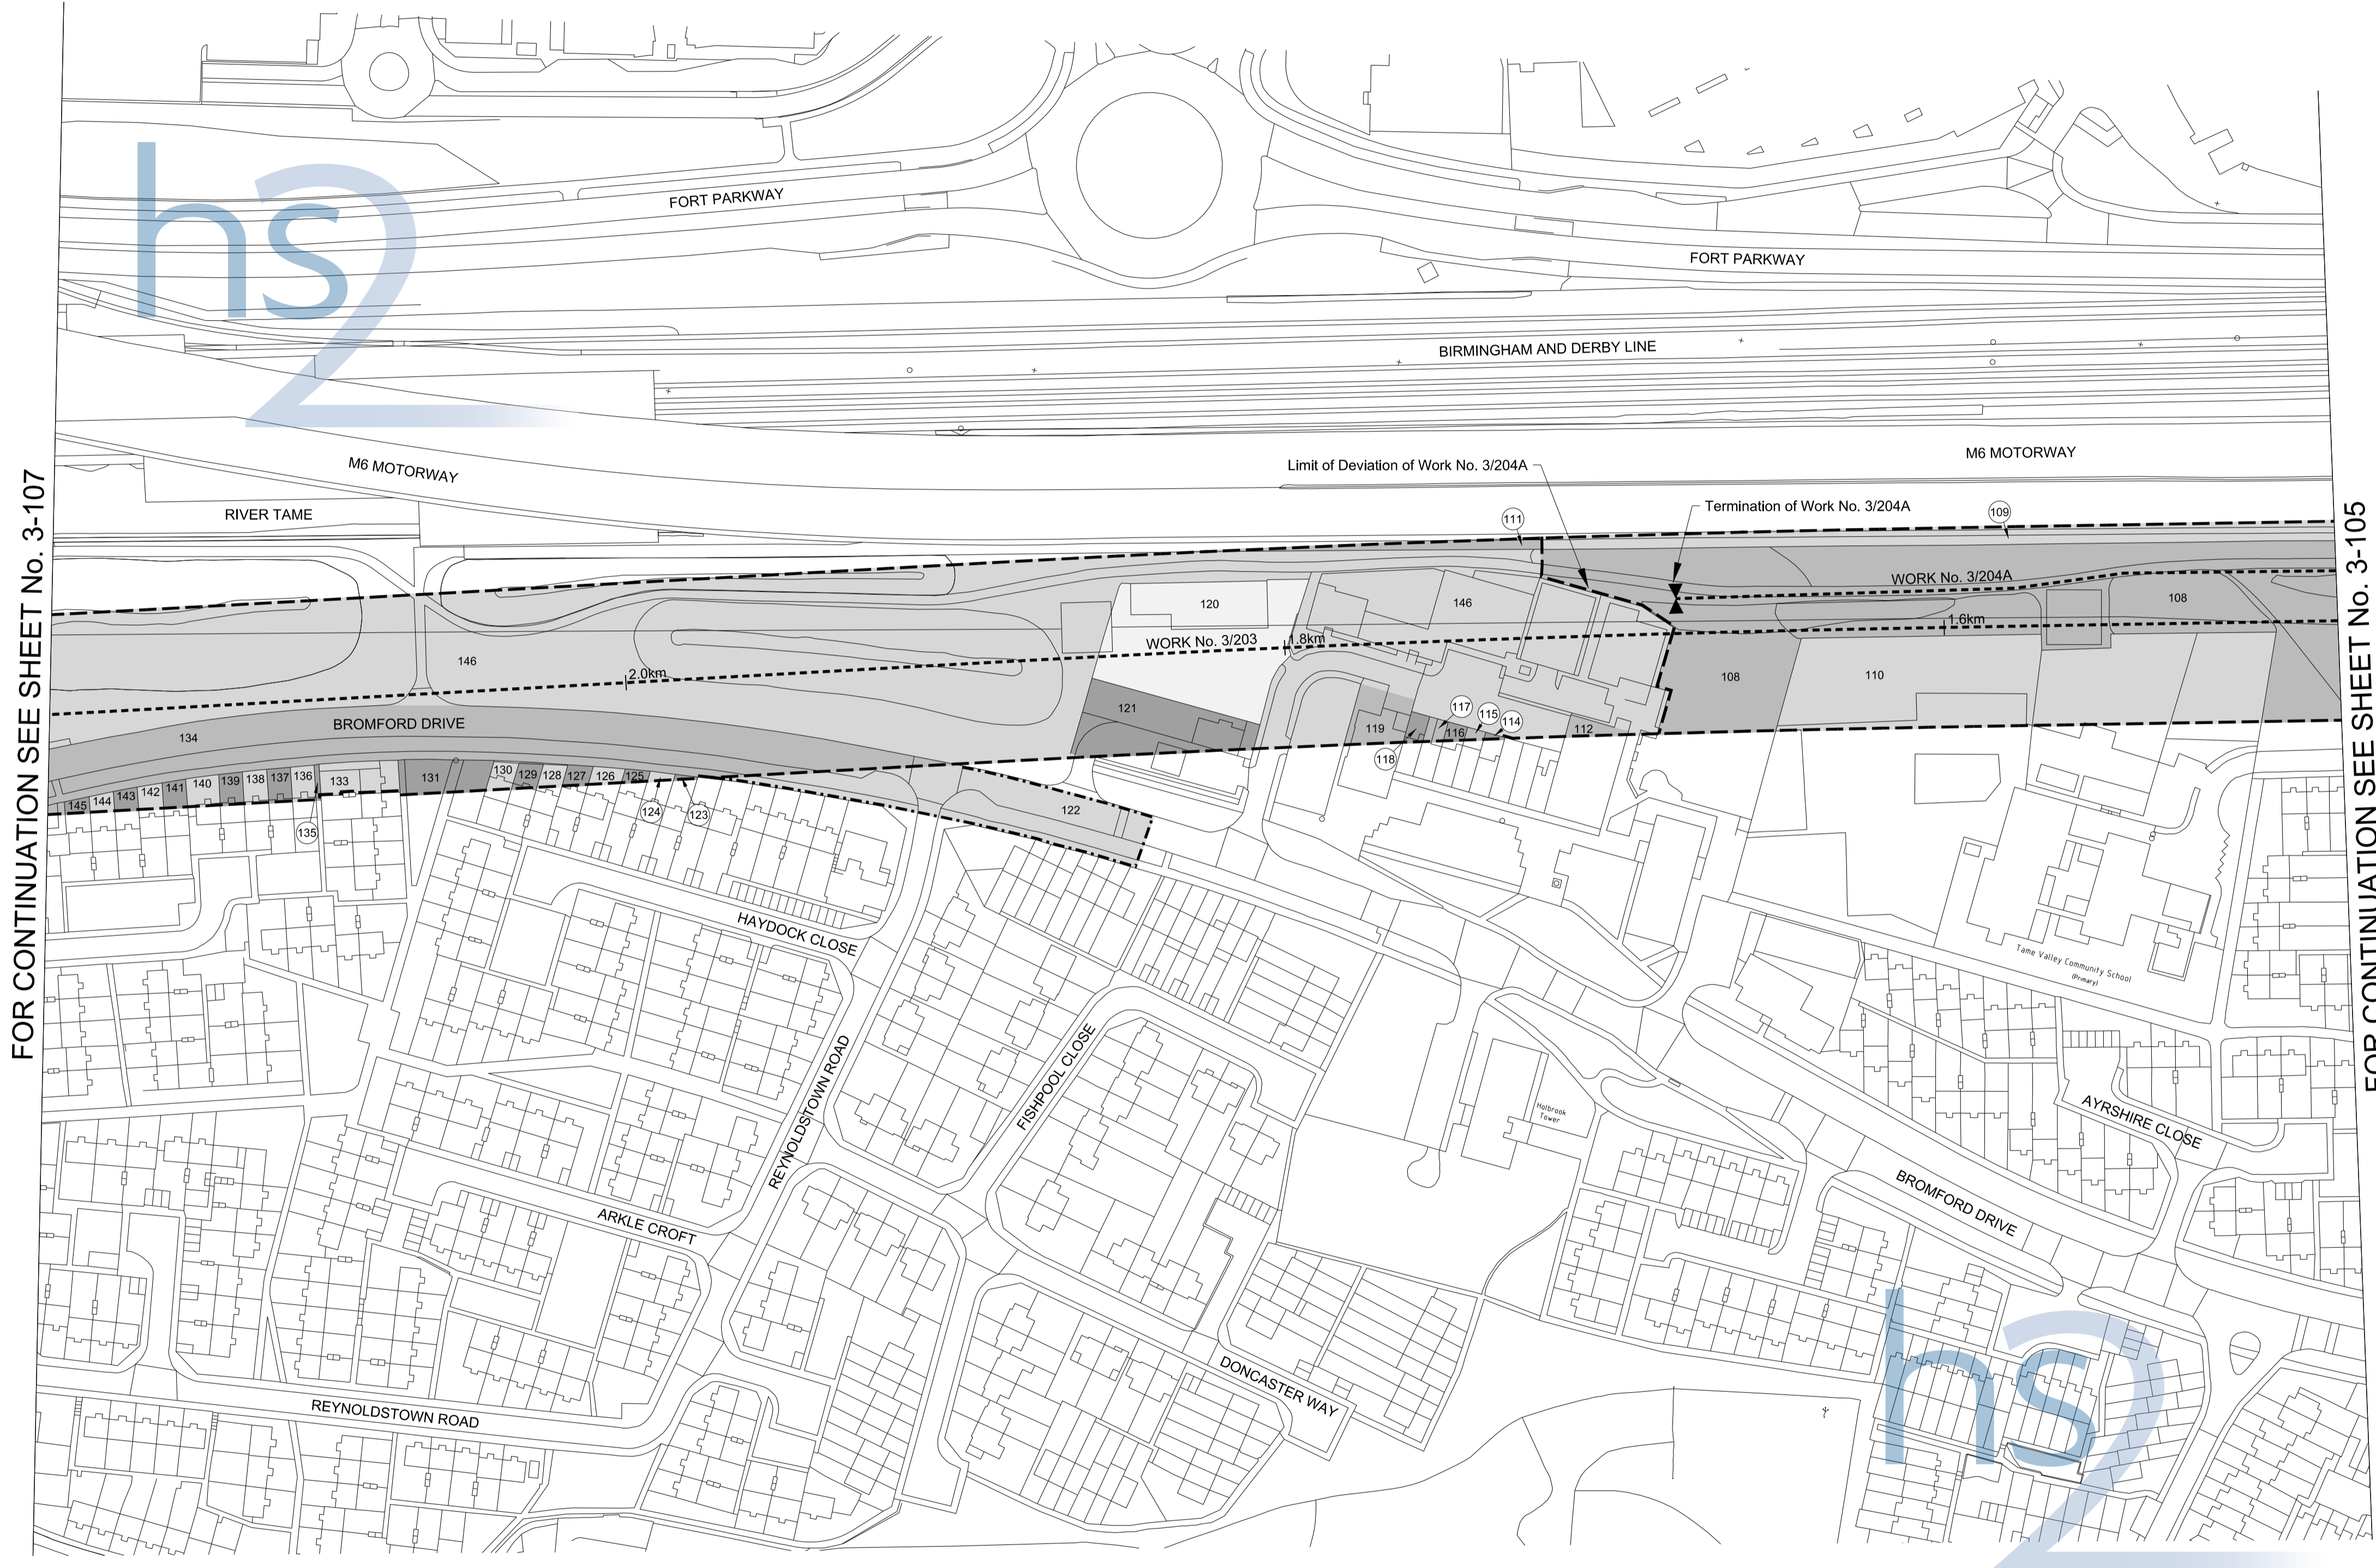 hs2
FORT PARKWAY
FORT PARKWAY
BIRMINGHAM AND DERBY LINE
M6 MOTORWAY
M6 MOTORWAY
Limit of Deviation of Work No. 3/204A
Termination of Work No. 3/204A
RIVER TAME
111
109
FOR CONTINUATION SEE SHEET No. 3-107
FOR CONTINUATION SEE SHEET No. 3-105
WORK No. 3/204A
120
146
108
WORK No. 3/203
1.8km
1.6km
146
2.0km
108
110
121
117
115
114
134
BROMFORD DRIVE
119
116
112
118
145
144
143
142
141
140
139
138
137
136
133
131
130
129
128
127
126
125
135
124
123
122
HAYDOCK CLOSE
Tame Valley Community School
(Primary)
REYNOLDSTOWN ROAD
FISHPOOL CLOSE
Holbrook
Tower
AYRSHIRE CLOSE
ARKLE CROFT
BROMFORD DRIVE
DONCASTER WAY
REYNOLDSTOWN ROAD
hs2